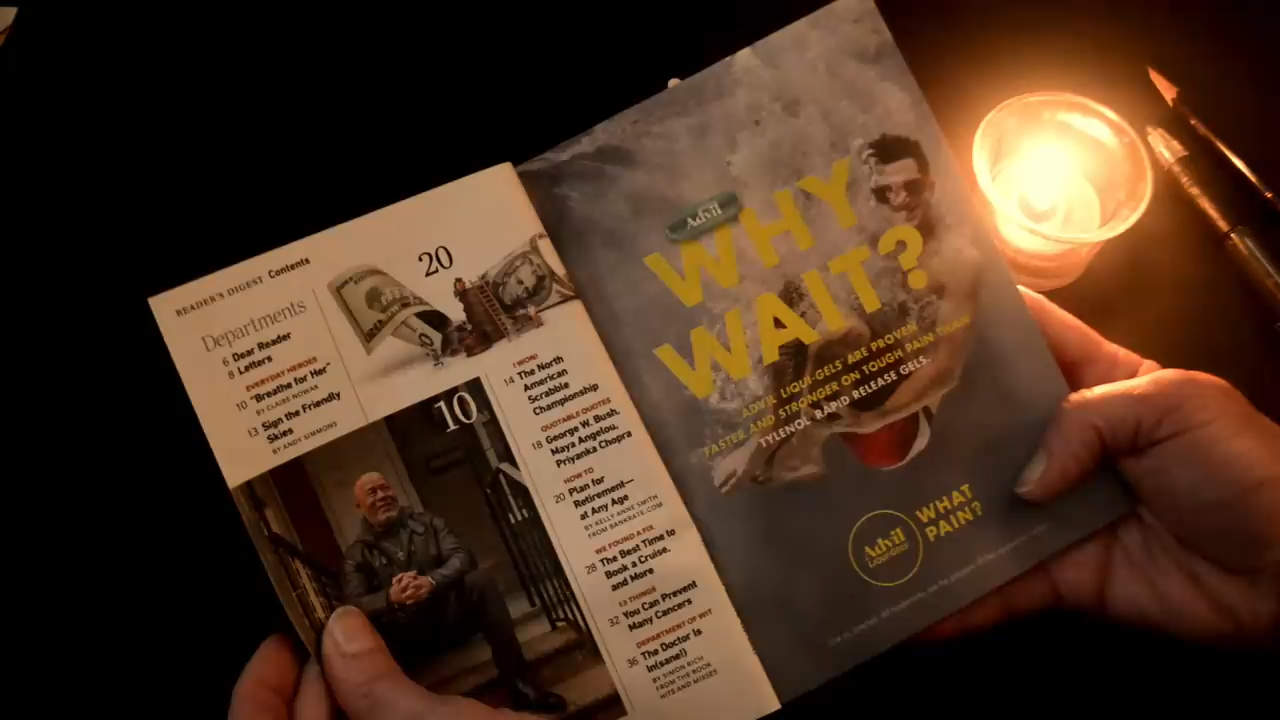 READER'S DIGEST Contents
Departments
6 Dear Reader
8 Letters
EVERYDAY HEROES
10 "Breathe for Her"
BY CLAIRE NOWAK
13 Sign the Friendly
Skies
BY ANDY SIMMONS
20
10
I WON!
14 The North
American
Scrabble
Championship
QUOTABLE QUOTES
18 George W. Bush,
Maya Angelou,
Priyanka Chopra
HOW TO
20 Plan for
Retirement—
at Any Age
BY KELLY ANNE SMITH
FROM BANKRATE.COM
WE FOUND A FIX
28 The Best Time to
Book a Cruise,
and More
13 THINGS
32 You Can Prevent
Many Cancers
DEPARTMENT OF WIT
36 The Doctor Is
In(sane!)
BY SIMON RICH
FROM THE BOOK
HITS AND MISSES
Advil
WHY
WAIT?
ADVIL LIQUI-GELS® ARE PROVEN
FASTER AND STRONGER ON TOUGH PAIN THAN
TYLENOL® RAPID RELEASE GELS.
Advil
Liqui-Gels
WHAT
PAIN?